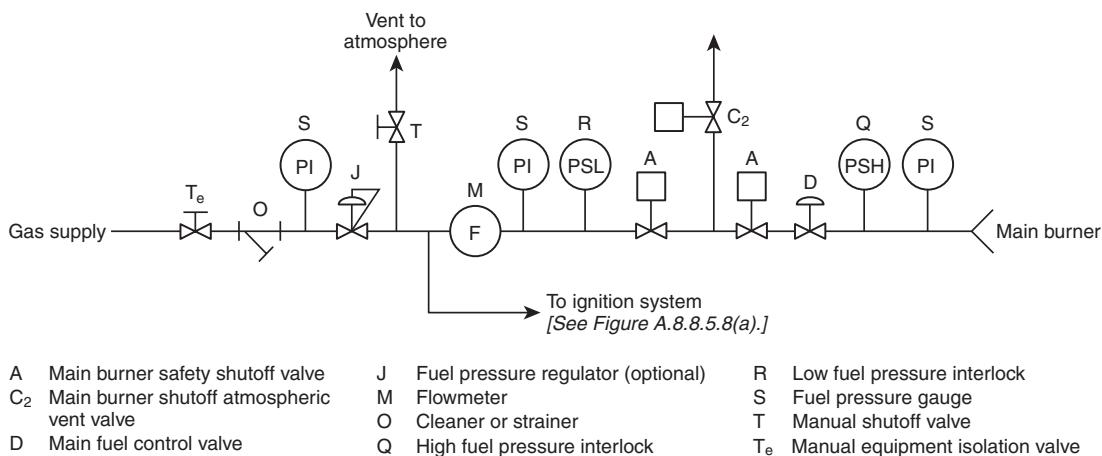 Vent to
atmosphere
T
C₂
S
PI
J
S
PI
R
PSL
A
A
D
Q
PSH
S
PI
Tₑ
O
M
F
Gas supply
Main burner
To ignition system
[See Figure A.8.8.5.8(a).]
A Main burner safety shutoff valve
C₂ Main burner shutoff atmospheric
vent valve
D Main fuel control valve
J Fuel pressure regulator (optional)
M Flowmeter
O Cleaner or strainer
Q High fuel pressure interlock
R Low fuel pressure interlock
S Fuel pressure gauge
T Manual shutoff valve
Tₑ Manual equipment isolation valve